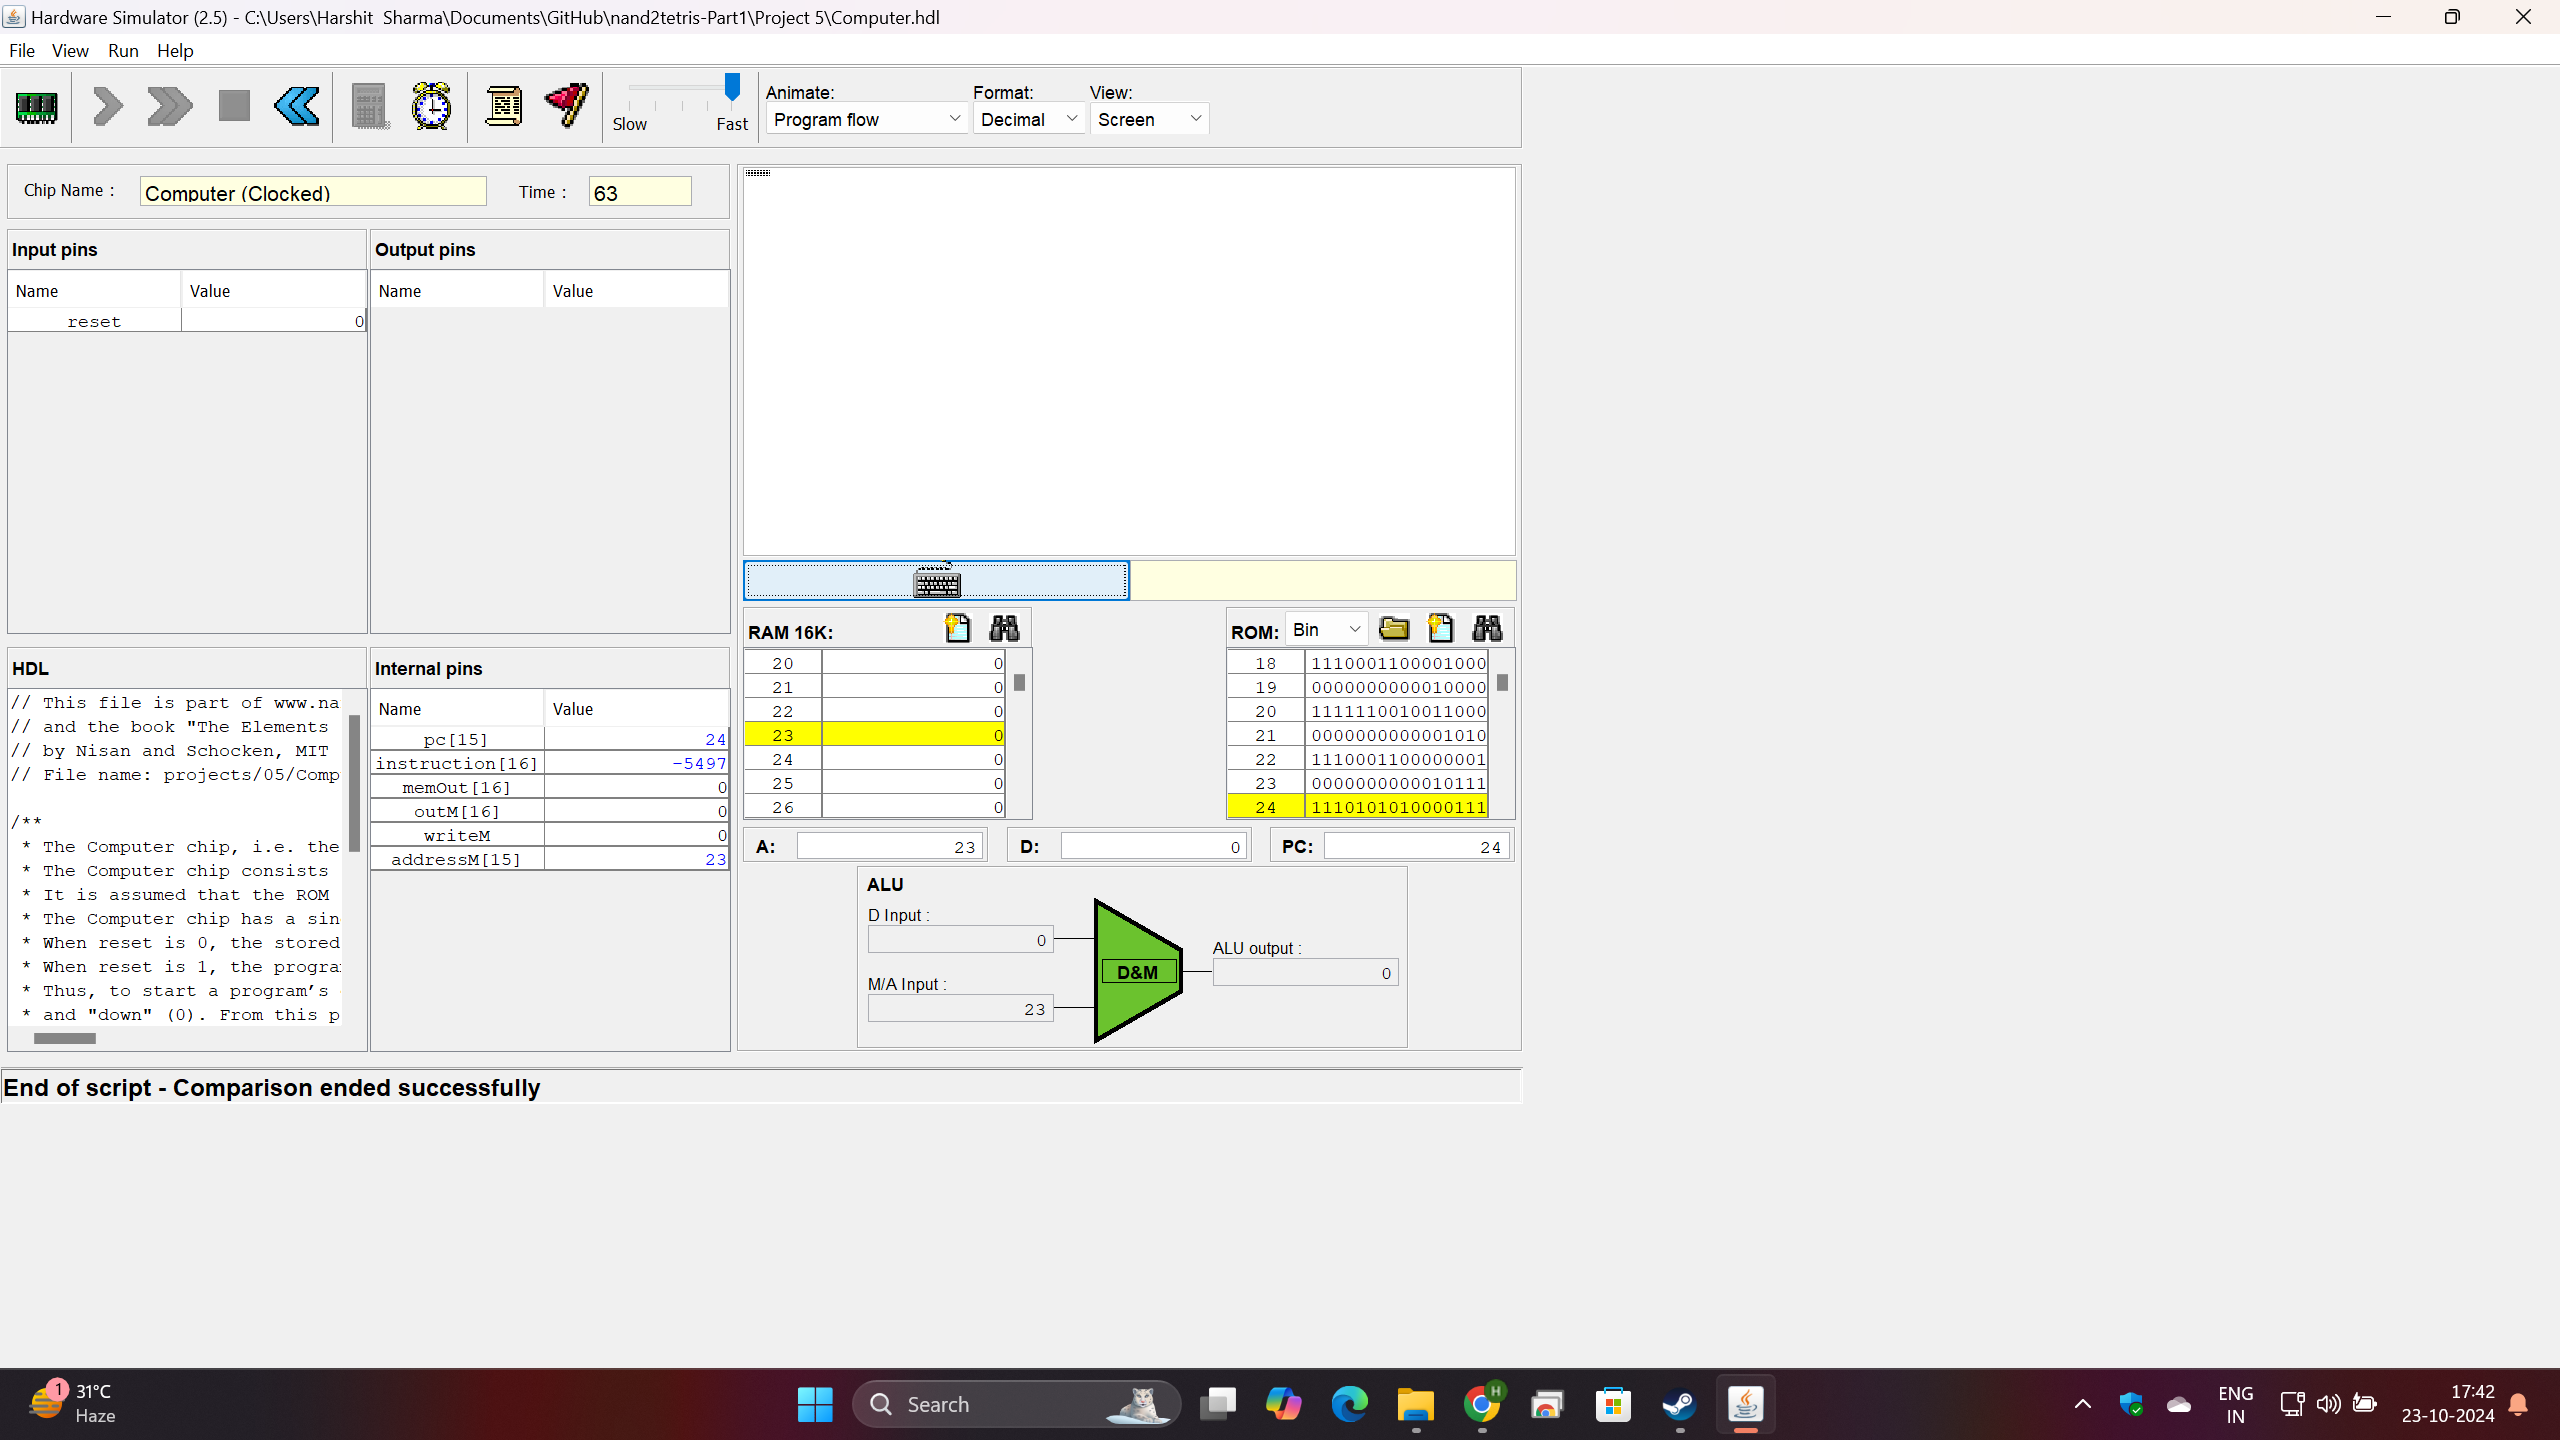 Hardware Simulator (2.5) - C:\Users\Harshit  Sharma\Documents\GitHub\nand2tetris-Part1\Project 5\Computer.hdl
File View Run Help
Slow Fast
Animate: Format: View:
Program flow Decimal Screen
Chip Name : Computer (Clocked) Time : 63
Input pins Output pins
Name Value Name Value
reset 0
HDL
// This file is part of www.na
// and the book "The Elements
// by Nisan and Schocken, MIT
// File name: projects/05/Comp
/**
* The Computer chip, i.e. the
* The Computer chip consists
* It is assumed that the ROM
* The Computer chip has a sin
* When reset is 0, the stored
* When reset is 1, the progra
* Thus, to start a program’s
* and "down" (0). From this p
Internal pins
Name Value
pc[15] 24
instruction[16] -5497
memOut[16] 0
outM[16] 0
writeM 0
addressM[15] 23
RAM 16K:
20 0
21 0
22 0
23 0
24 0
25 0
26 0
ROM: Bin
18 1110001100001000
19 0000000000010000
20 1111110010011000
21 0000000000001010
22 1110001100000001
23 0000000000010111
24 1110101010000111
A: 23 D: 0 PC: 24
ALU
D Input :
0
M/A Input :
23
D&M
ALU output :
0
End of script - Comparison ended successfully
1
31°C
Haze
Search
H
ENG
IN
17:42
23-10-2024